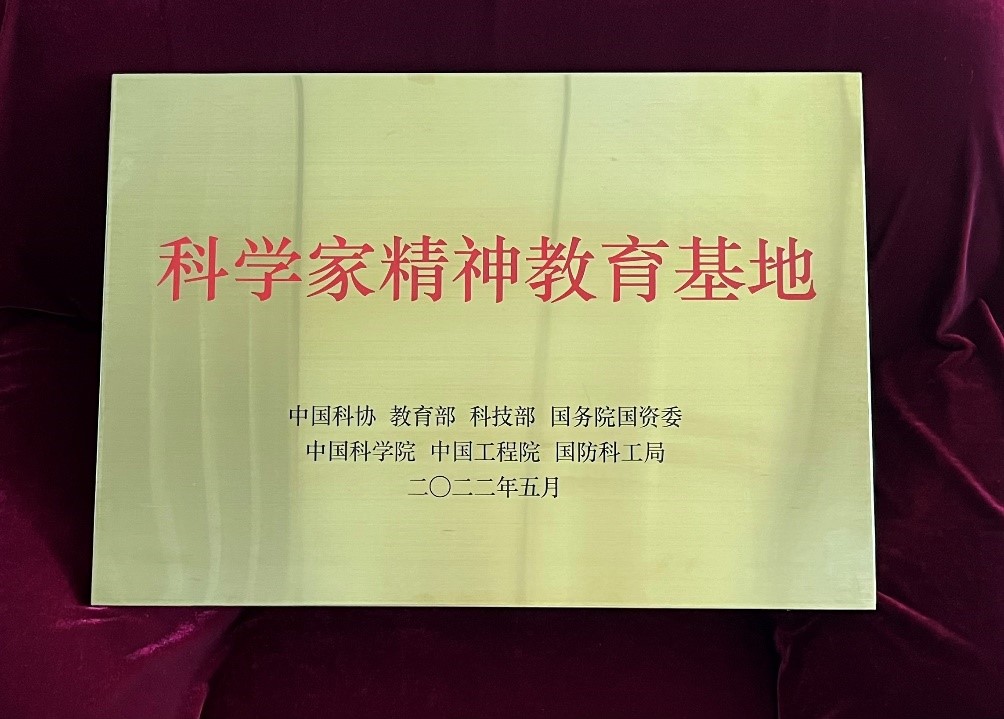 科学家精神教育基地
中国科协 教育部 科技部 国务院国资委
中国科学院 中国工程院 国防科工局
二〇二二年五月